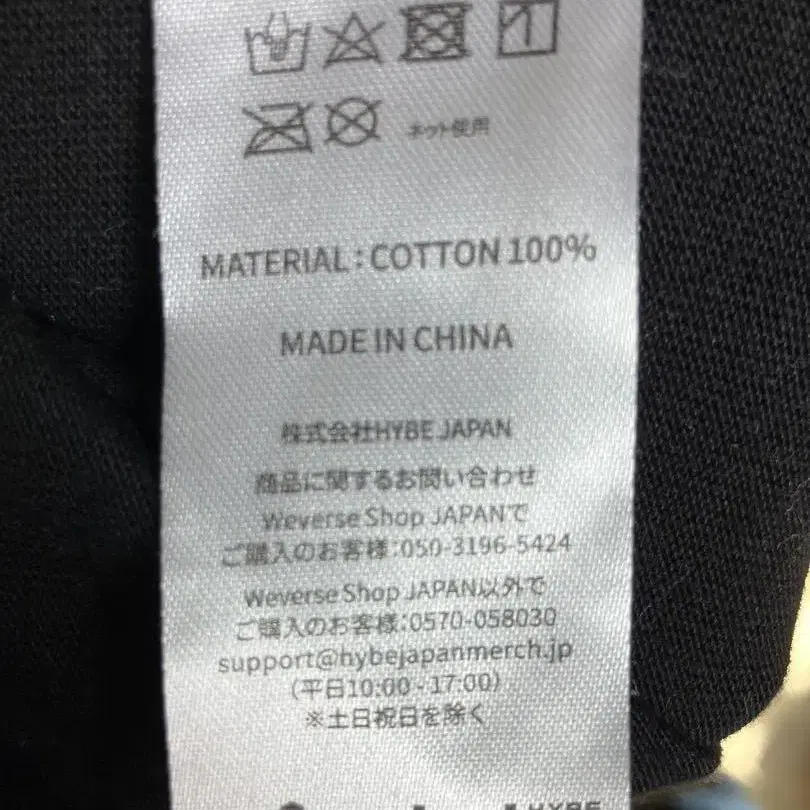 ネット使用
MATERIAL : COTTON 100%
MADE IN CHINA
株式会社HYBE JAPAN
商品に関するお問い合わせ
Weverse Shop JAPANで
ご購入のお客様:050-3196-5424
Weverse Shop JAPAN以外で
ご購入のお客様:0570-058030
support@hybejapanmerch.jp
(平日10:00 - 17:00)
※土日祝日を除く
HYBE